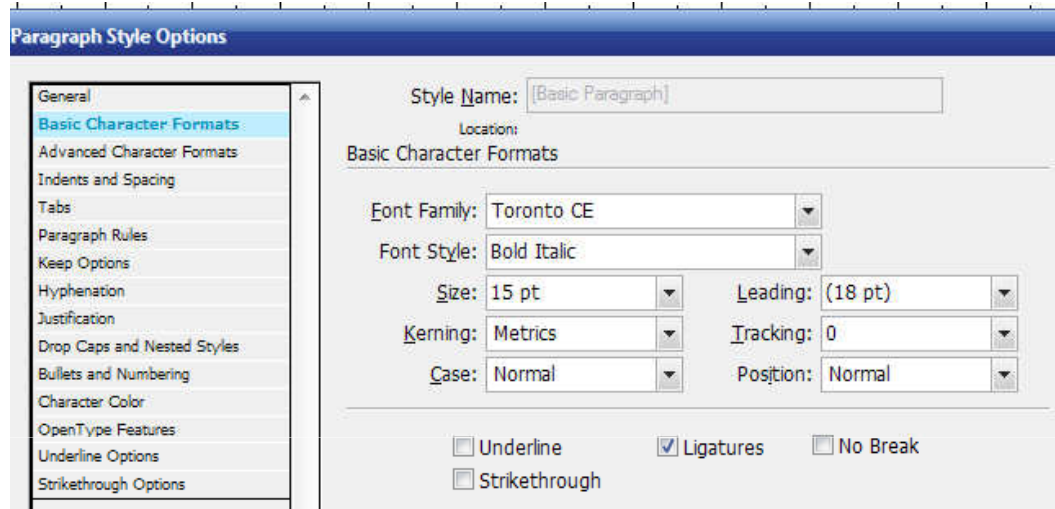 Paragraph Style Options
General
Basic Character Formats
Advanced Character Formats
Indents and Spacing
Tabs
Paragraph Rules
Keep Options
Hyphenation
Justification
Drop Caps and Nested Styles
Bullets and Numbering
Character Color
OpenType Features
Underline Options
Strikethrough Options
Style Name: [Basic Paragraph]
Location:
Basic Character Formats
Font Family: Toronto CE
Font Style: Bold Italic
Size: 15 pt Leading: (18 pt)
Kerning: Metrics Tracking: 0
Case: Normal Position: Normal
Underline Ligatures No Break
Strikethrough